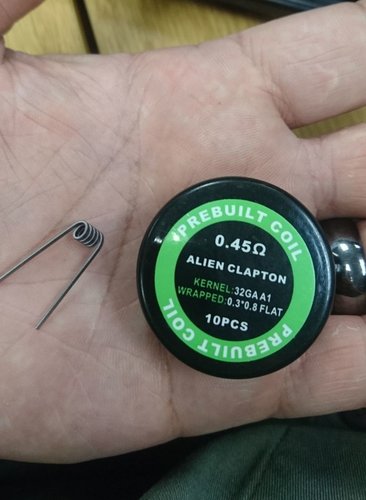 PREBUILT COIL
0.45Ω
ALIEN CLAPTON
KERNEL:32GA A1
WRAPPED:0.3*0.8 FLAT
10PCS
PREBUILT COIL